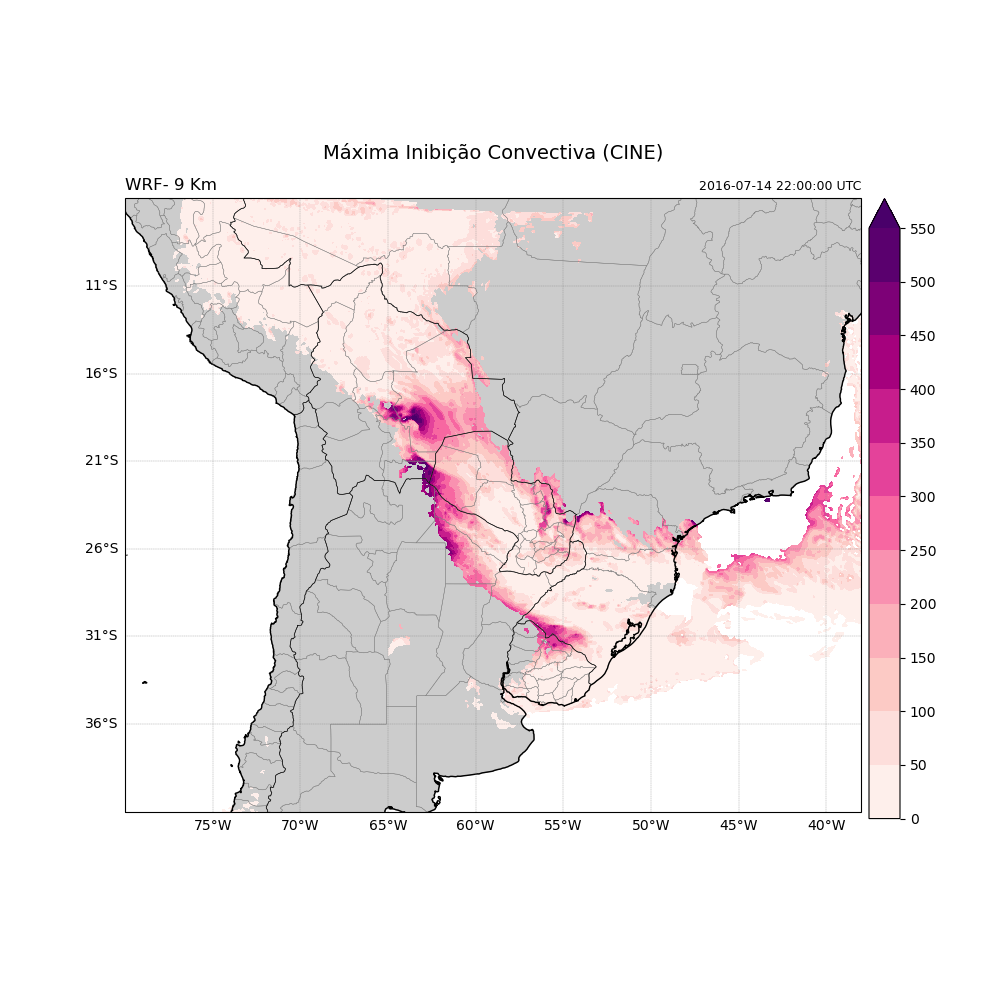 Máxima Inibição Convectiva (CINE)
WRF- 9 Km
2016-07-14 22:00:00 UTC
550
500
450
400
350
300
250
200
150
100
50
0
11°S
16°S
21°S
26°S
31°S
36°S
75°W 70°W 65°W 60°W 55°W 50°W 45°W 40°W